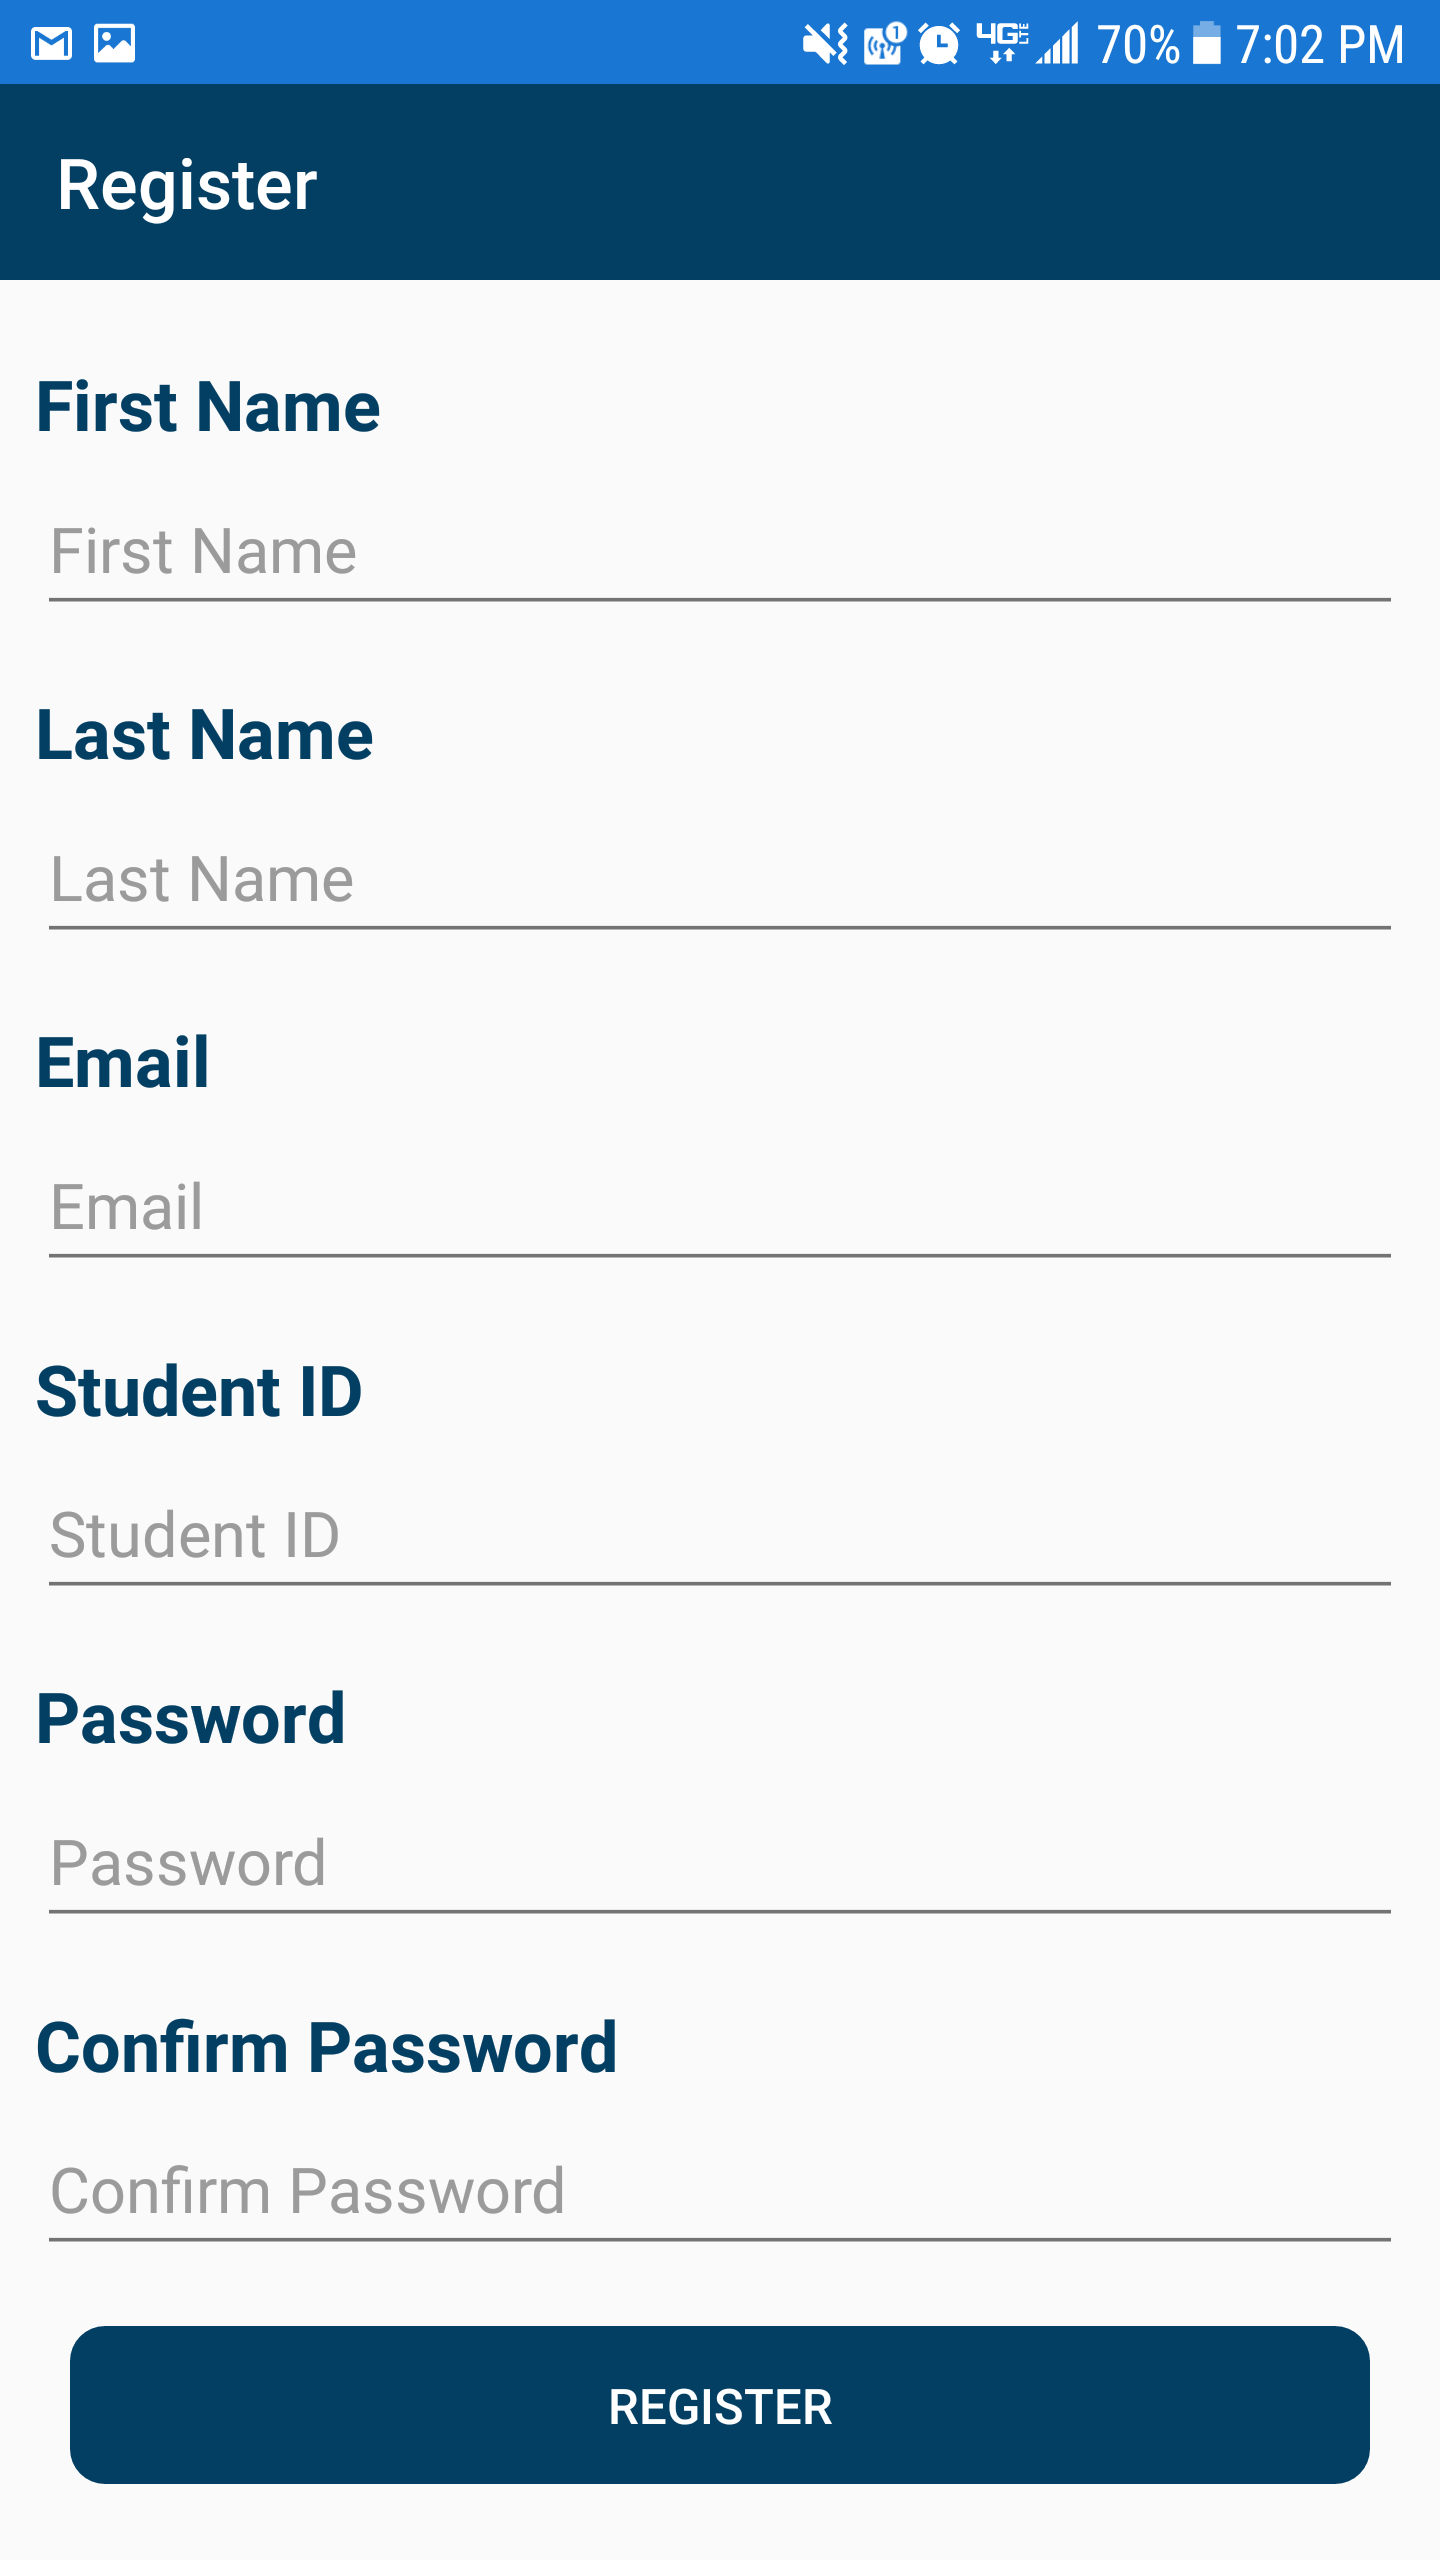 1 4G LTE 70% 7:02 PM
Register
First Name
First Name
Last Name
Last Name
Email
Email
Student ID
Student ID
Password
Password
Confirm Password
Confirm Password
REGISTER